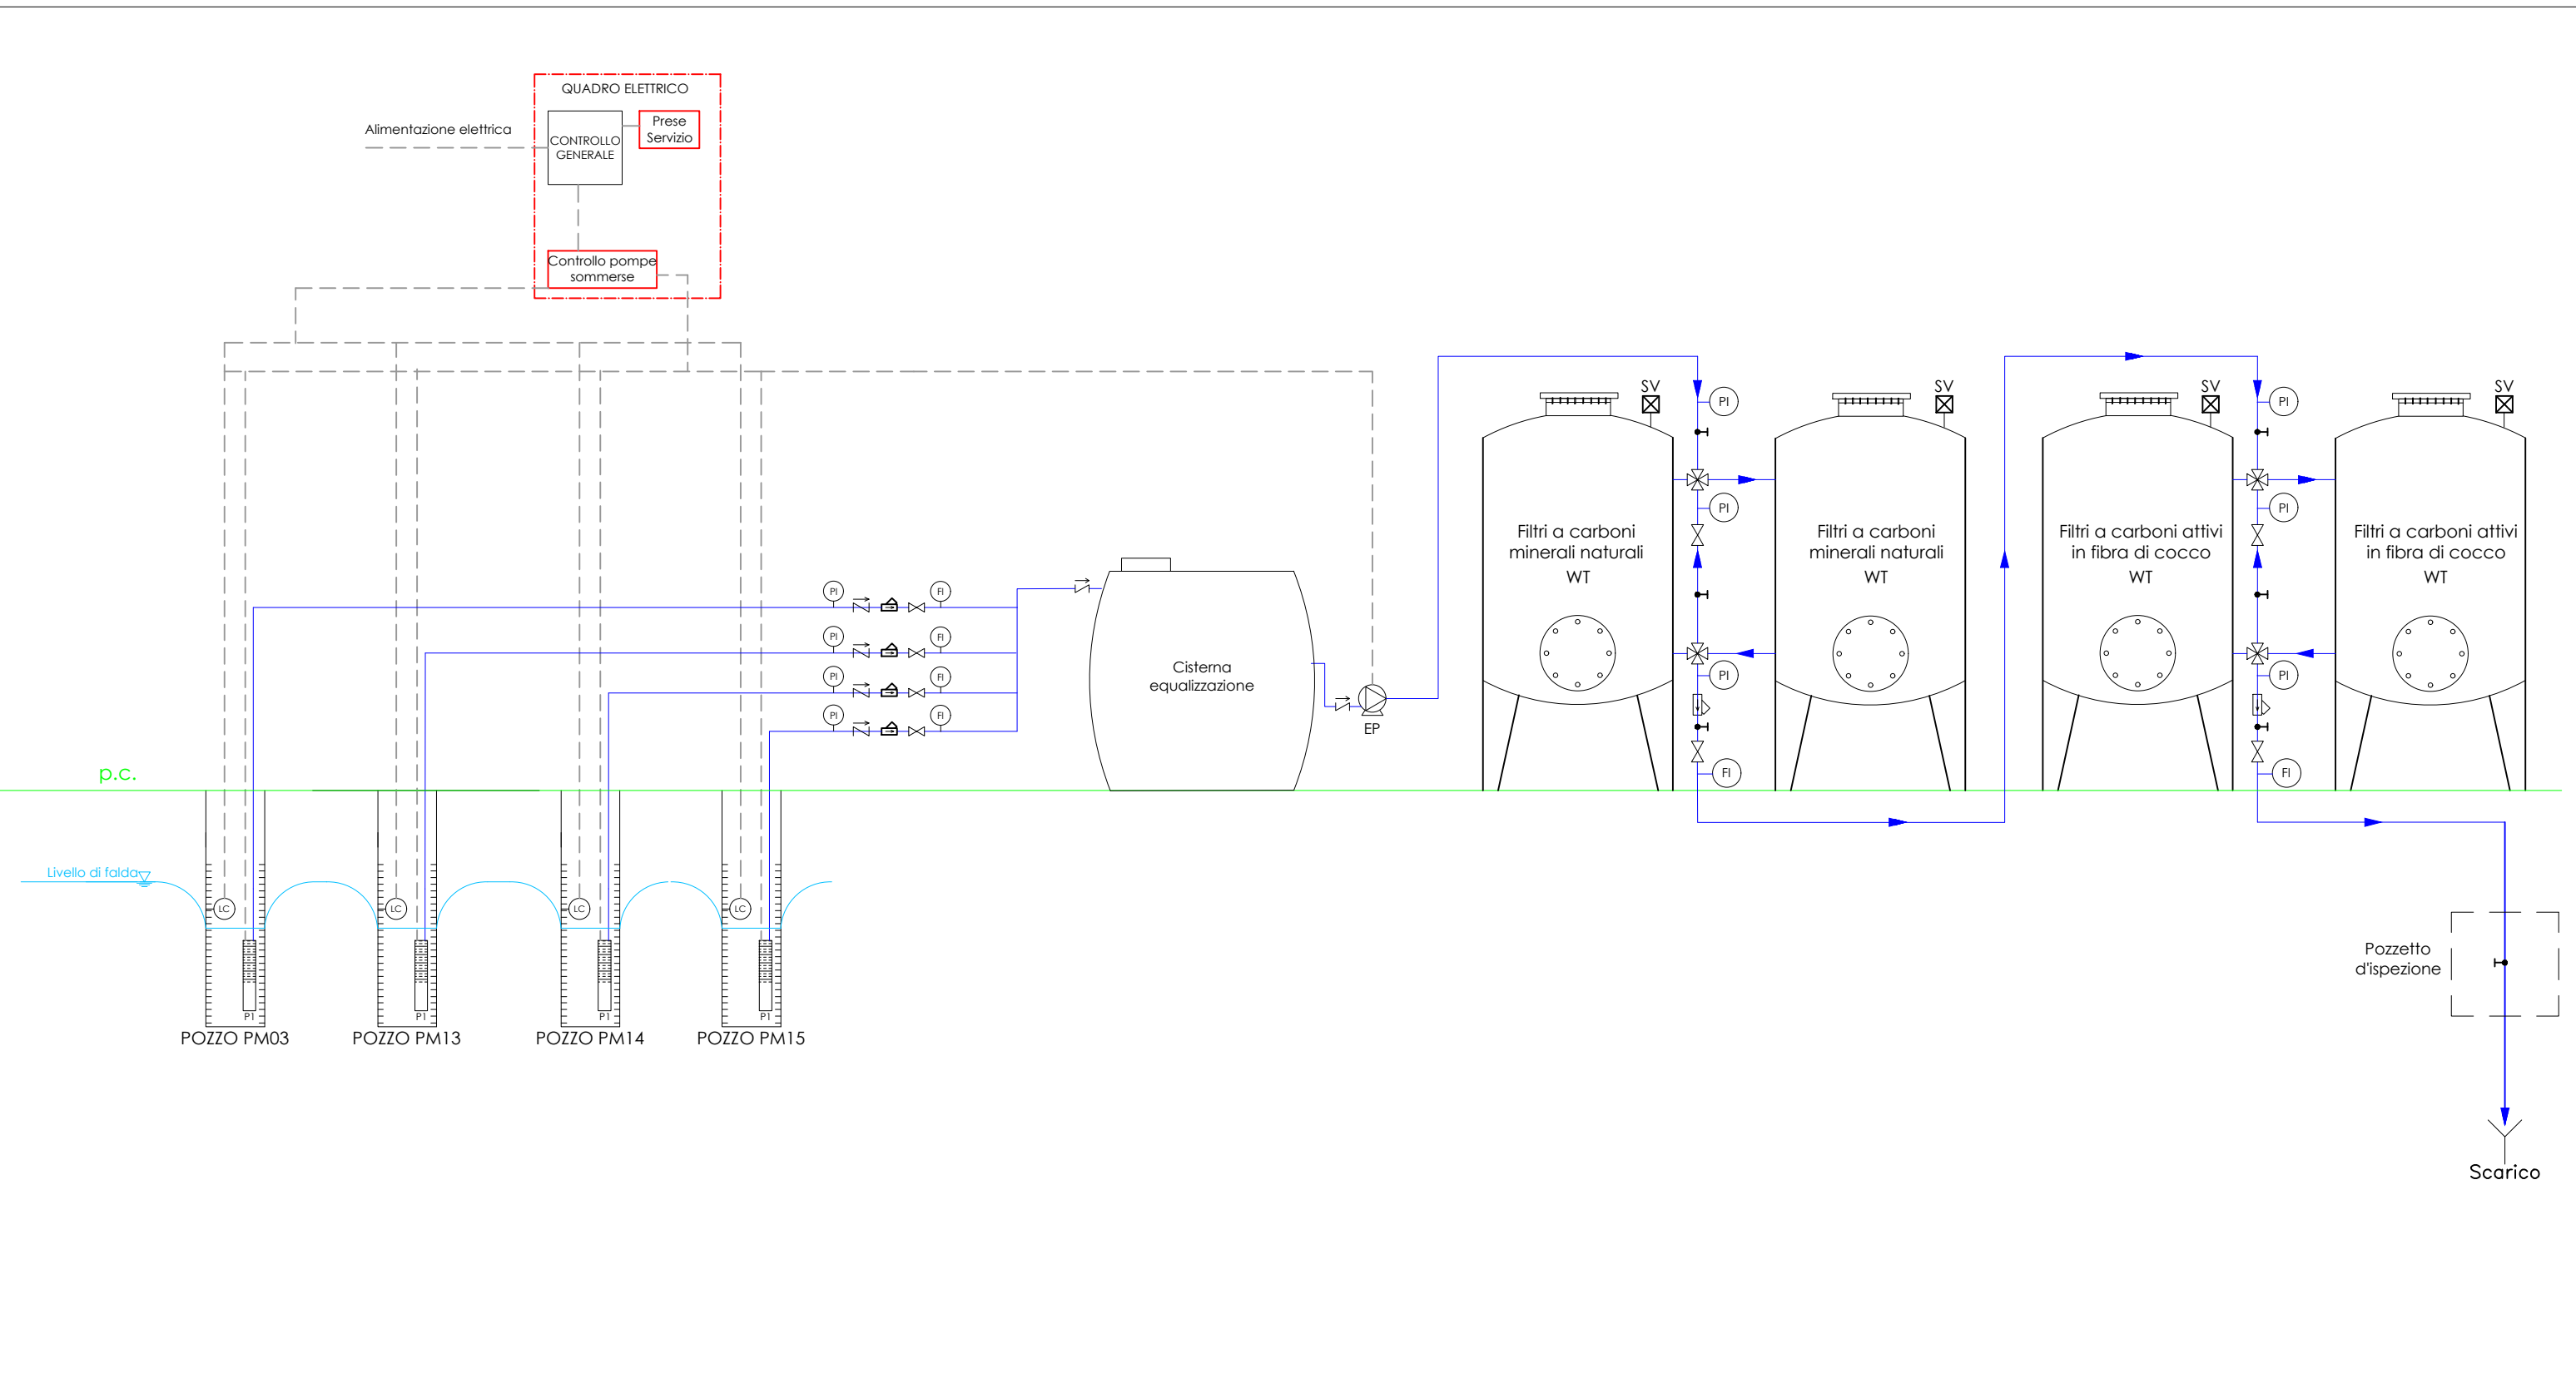 QUADRO ELETTRICO
Alimentazione elettrica
CONTROLLO
GENERALE
Prese
Servizio
Controllo pompe
sommerse
SV
SV
SV
SV
PI
PI
PI
PI
Filtri a carboni
minerali naturali
WT
Filtri a carboni
minerali naturali
WT
Filtri a carboni attivi
in fibra di cocco
WT
Filtri a carboni attivi
in fibra di cocco
WT
PI
FI
PI
FI
PI
FI
PI
FI
Cisterna
equalizzazione
EP
PI
PI
FI
FI
p.c.
Livello di falda
LC
LC
LC
LC
P1
P1
P1
P1
POZZO PM03
POZZO PM13
POZZO PM14
POZZO PM15
Pozzetto
d'ispezione
Scarico